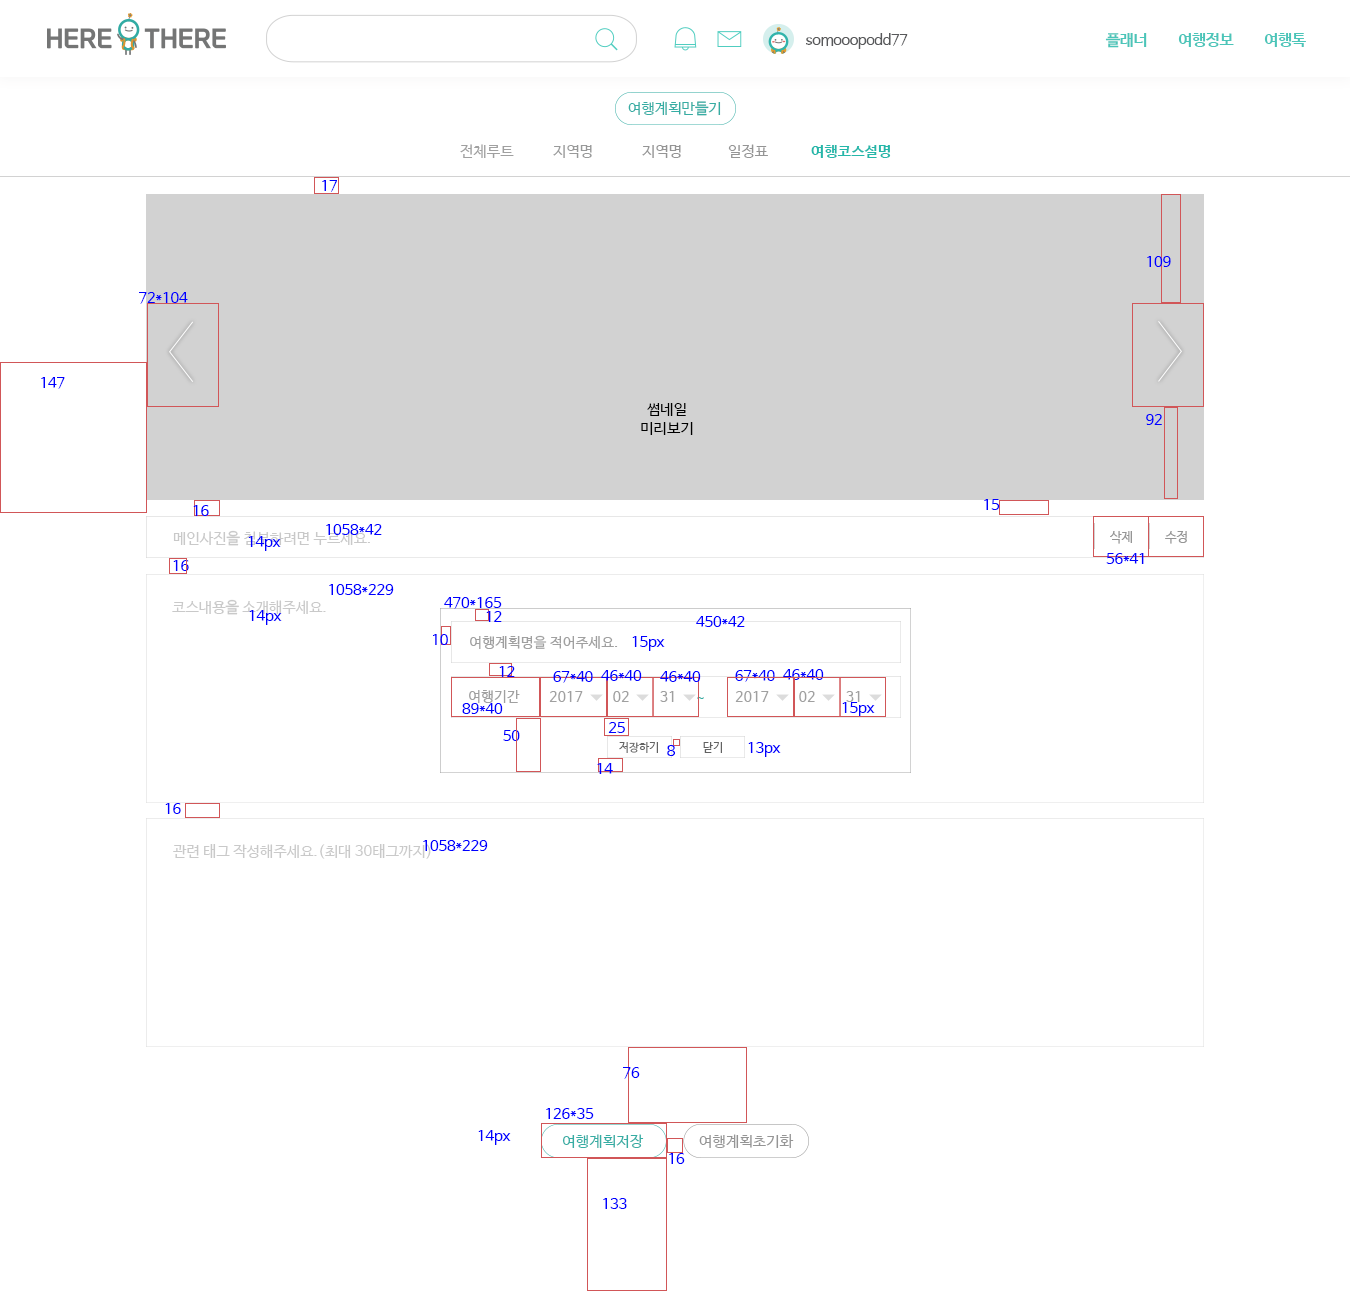 HERE THERE
somooopodd77
플래너 여행정보 여행톡
여행계획만들기
전체루트 지역명 지역명 일정표 여행코스설명
17
109
72*104
147
썸네일
미리보기
92
16
15
메인사진을 첨부하려면 누르세요.
1058*42
14px
삭제 수정
56*41
16
1058*229
코스내용을 소개해주세요.
14px
470*165
12
450*42
10
여행계획명을 적어주세요. 15px
12
67*40 46*40 46*40 67*40 46*40
여행기간 2017 02 31 ~ 2017 02 31
89*40
15px
50
25
저장하기 8 닫기 13px
14
16
관련 태그 작성해주세요.(최대 30태그까지)
1058*229
76
126*35
14px
여행계획저장 여행계획초기화
16
133